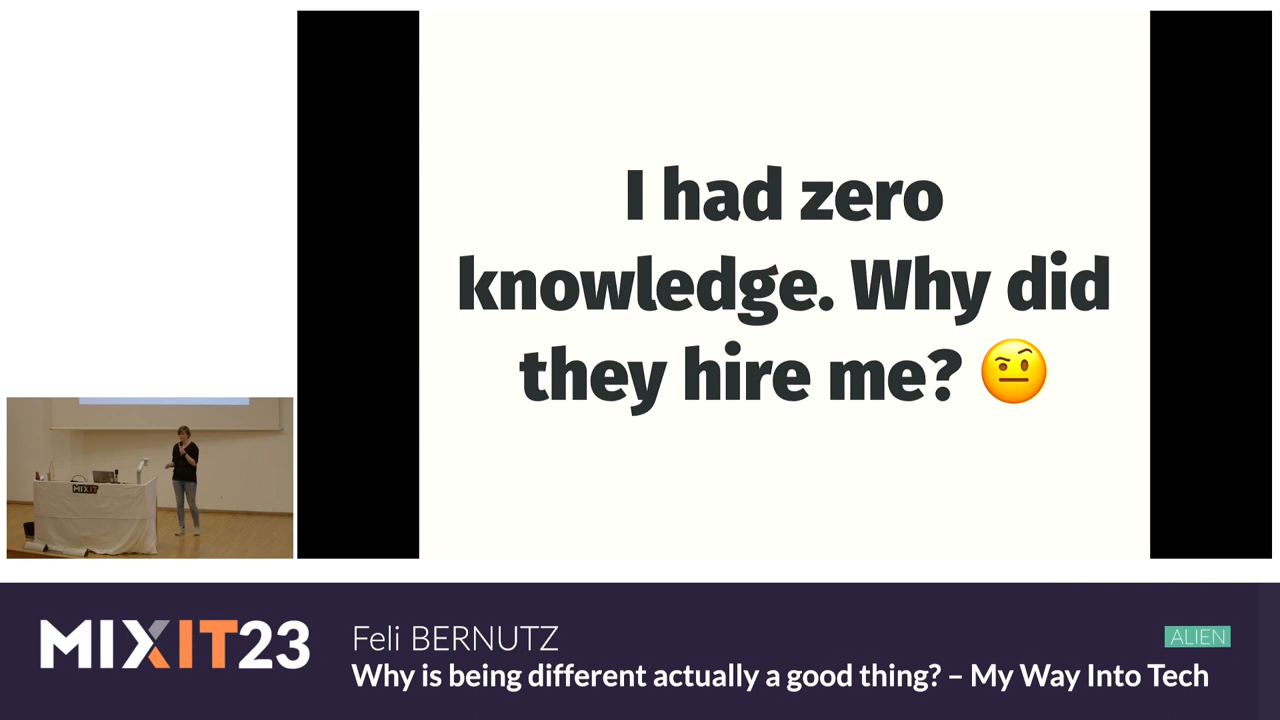 I had zero
knowledge. Why did
they hire me? 🤨
MIXIT
MIXIT23
Feli BERNUTZ
ALIEN
Why is being different actually a good thing? – My Way Into Tech